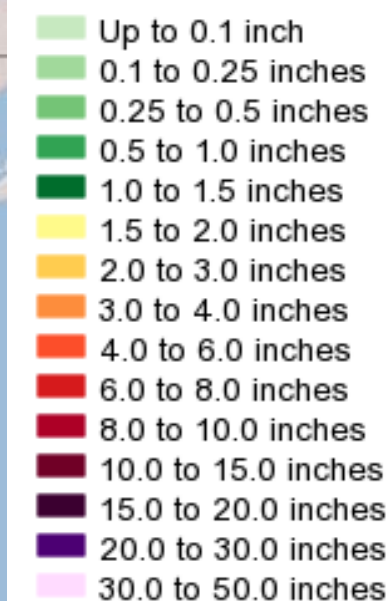 Up to 0.1 inch
0.1 to 0.25 inches
0.25 to 0.5 inches
0.5 to 1.0 inches
1.0 to 1.5 inches
1.5 to 2.0 inches
2.0 to 3.0 inches
3.0 to 4.0 inches
4.0 to 6.0 inches
6.0 to 8.0 inches
8.0 to 10.0 inches
10.0 to 15.0 inches
15.0 to 20.0 inches
20.0 to 30.0 inches
30.0 to 50.0 inches